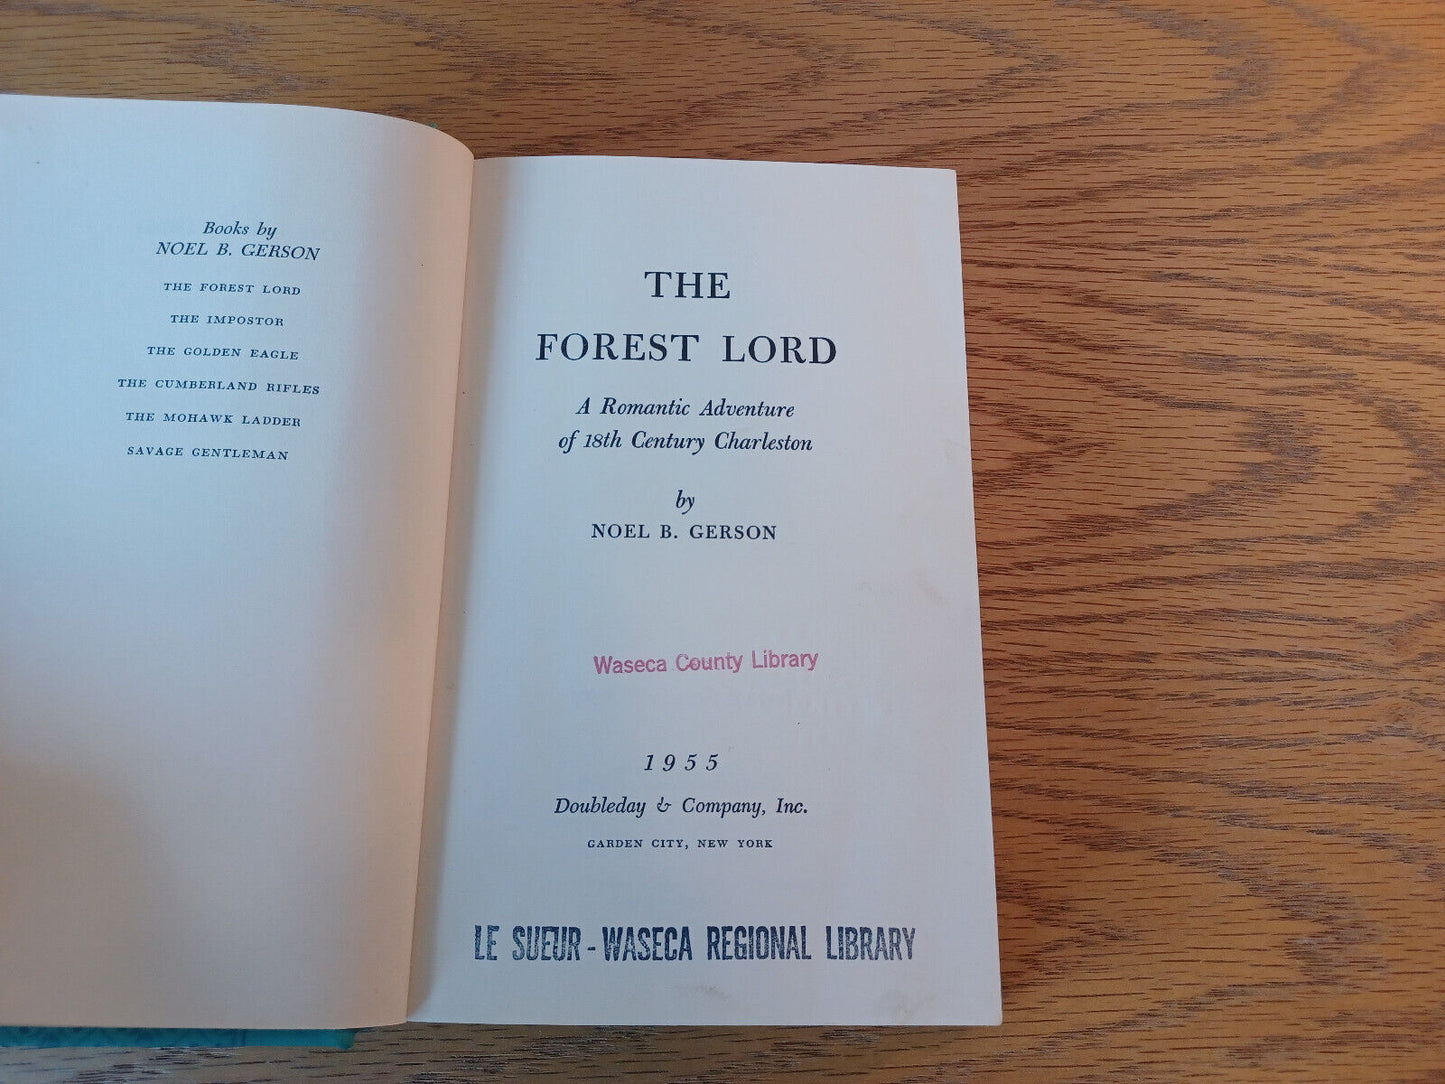 Books by
NOEL B. GERSON
THE FOREST LORD
THE IMPOSTOR
THE GOLDEN EAGLE
THE CUMBERLAND RIFLES
THE MOHAWK LADDER
SAVAGE GENTLEMAN
THE
FOREST LORD
A Romantic Adventure
of 18th Century Charleston
by
NOEL B. GERSON
Waseca County Library
1955
Doubleday & Company, Inc.
GARDEN CITY, NEW YORK
LE SUEUR - WASECA REGIONAL LIBRARY